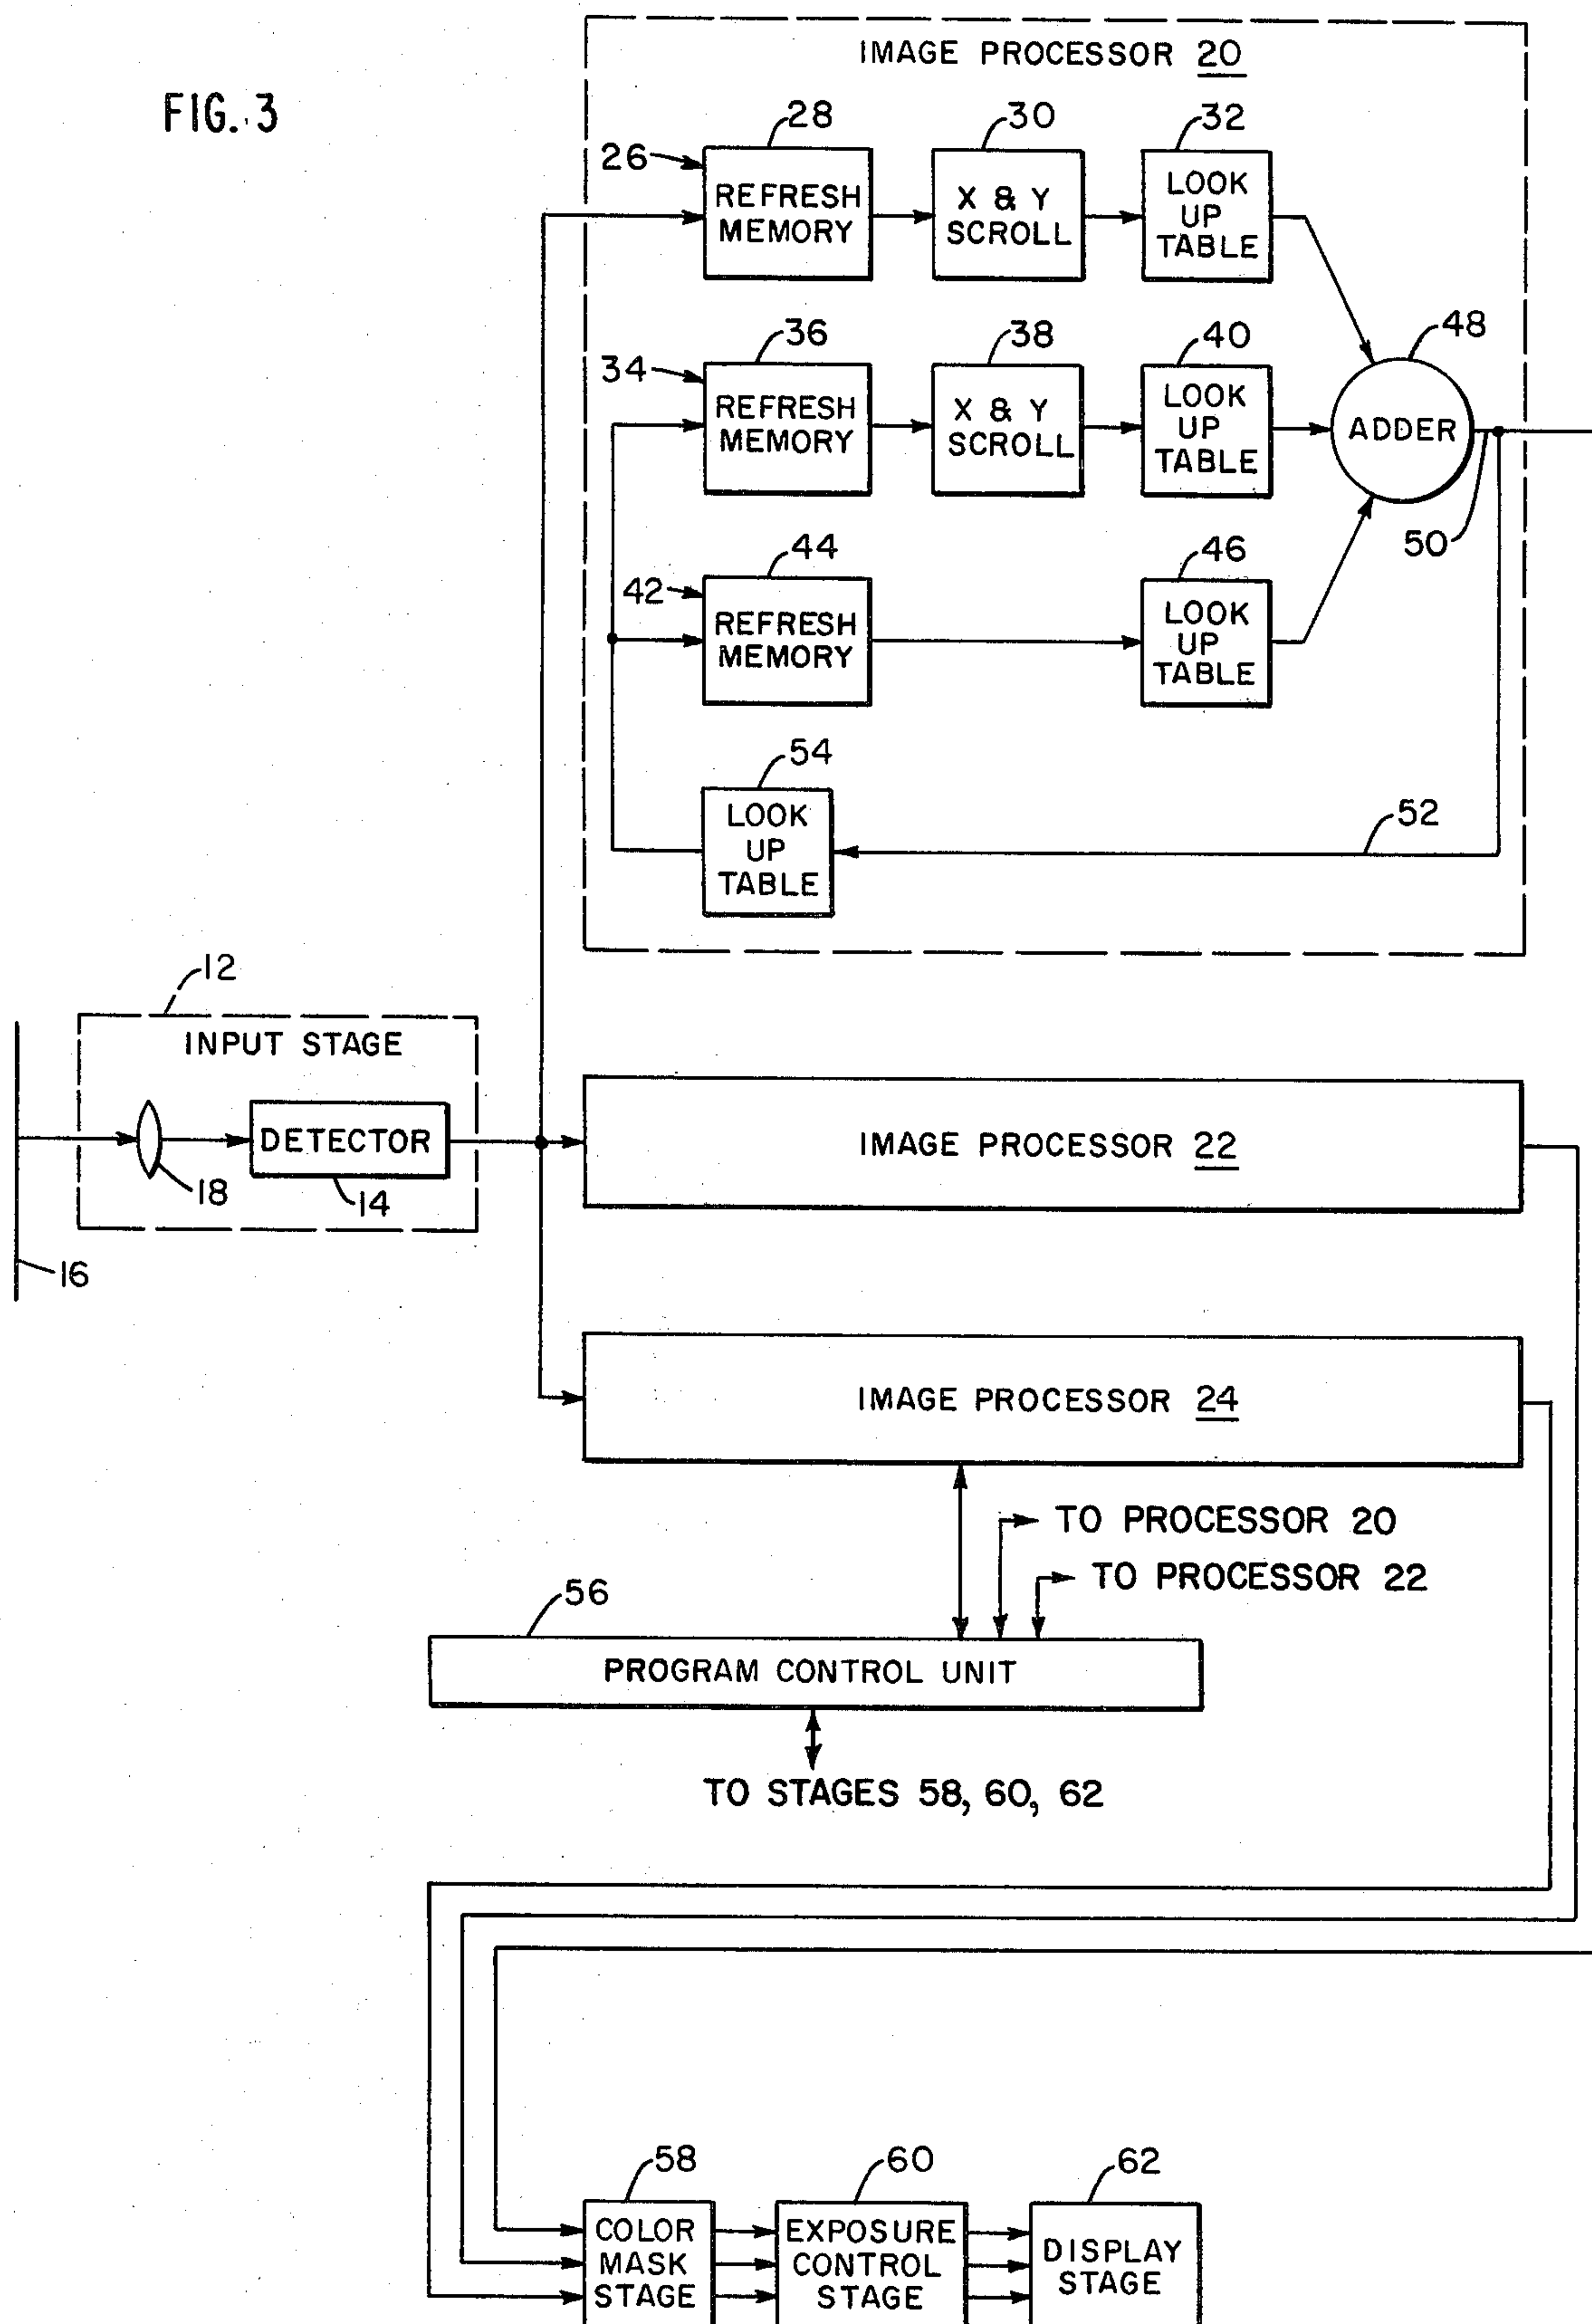 FIG. 3
IMAGE PROCESSOR 20
28
30
32
26
REFRESH
MEMORY
X & Y
SCROLL
LOOK
UP
TABLE
36
38
40
48
34
REFRESH
MEMORY
X & Y
SCROLL
LOOK
UP
TABLE
ADDER
50
44
46
42
REFRESH
MEMORY
LOOK
UP
TABLE
54
52
LOOK
UP
TABLE
12
INPUT STAGE
DETECTOR
18
14
16
IMAGE PROCESSOR 22
IMAGE PROCESSOR 24
TO PROCESSOR 20
TO PROCESSOR 22
56
PROGRAM CONTROL UNIT
TO STAGES 58, 60, 62
58
60
62
COLOR
MASK
STAGE
EXPOSURE
CONTROL
STAGE
DISPLAY
STAGE